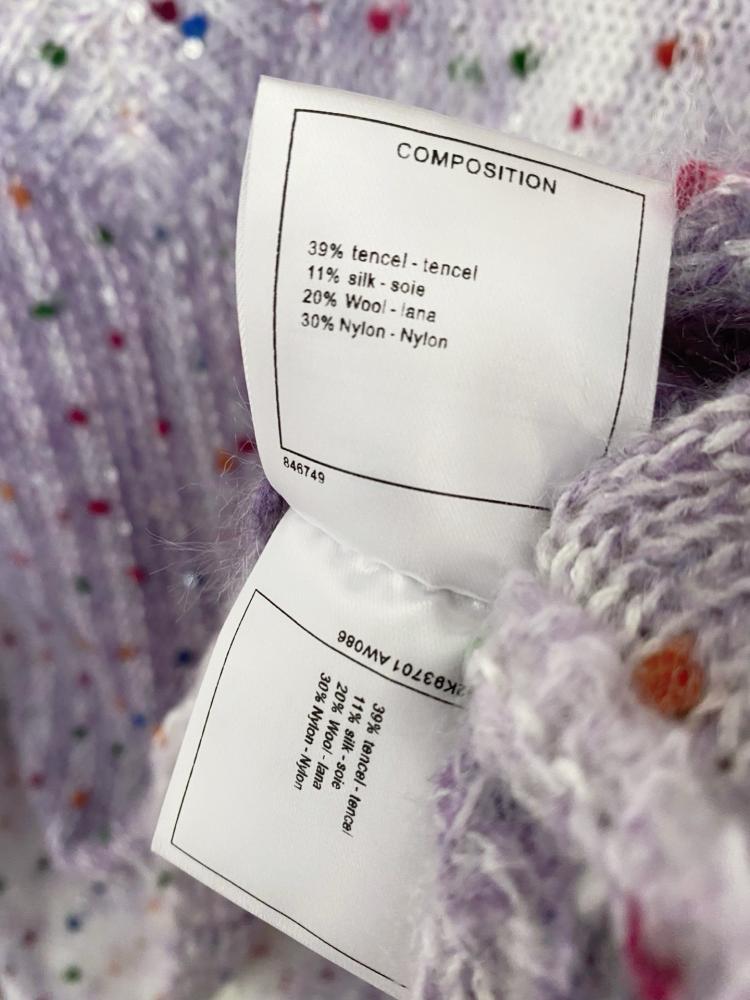 COMPOSITION
39% tencel - tencel
11% silk - soie
20% Wool - lana
30% Nylon - Nylon
846749
2K93701AW086
39% tencel - tencel
11% silk - soie
20% Wool - lana
30% Nylon - Nylon